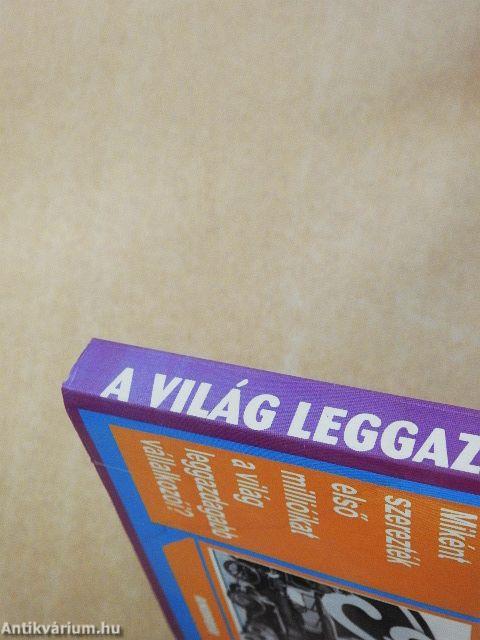 A VILÁG LEGGAZ
Miként
szerezték
első
millióikat
a világ
leggazdagabb
vállalkozói?
Antikvárium.hu